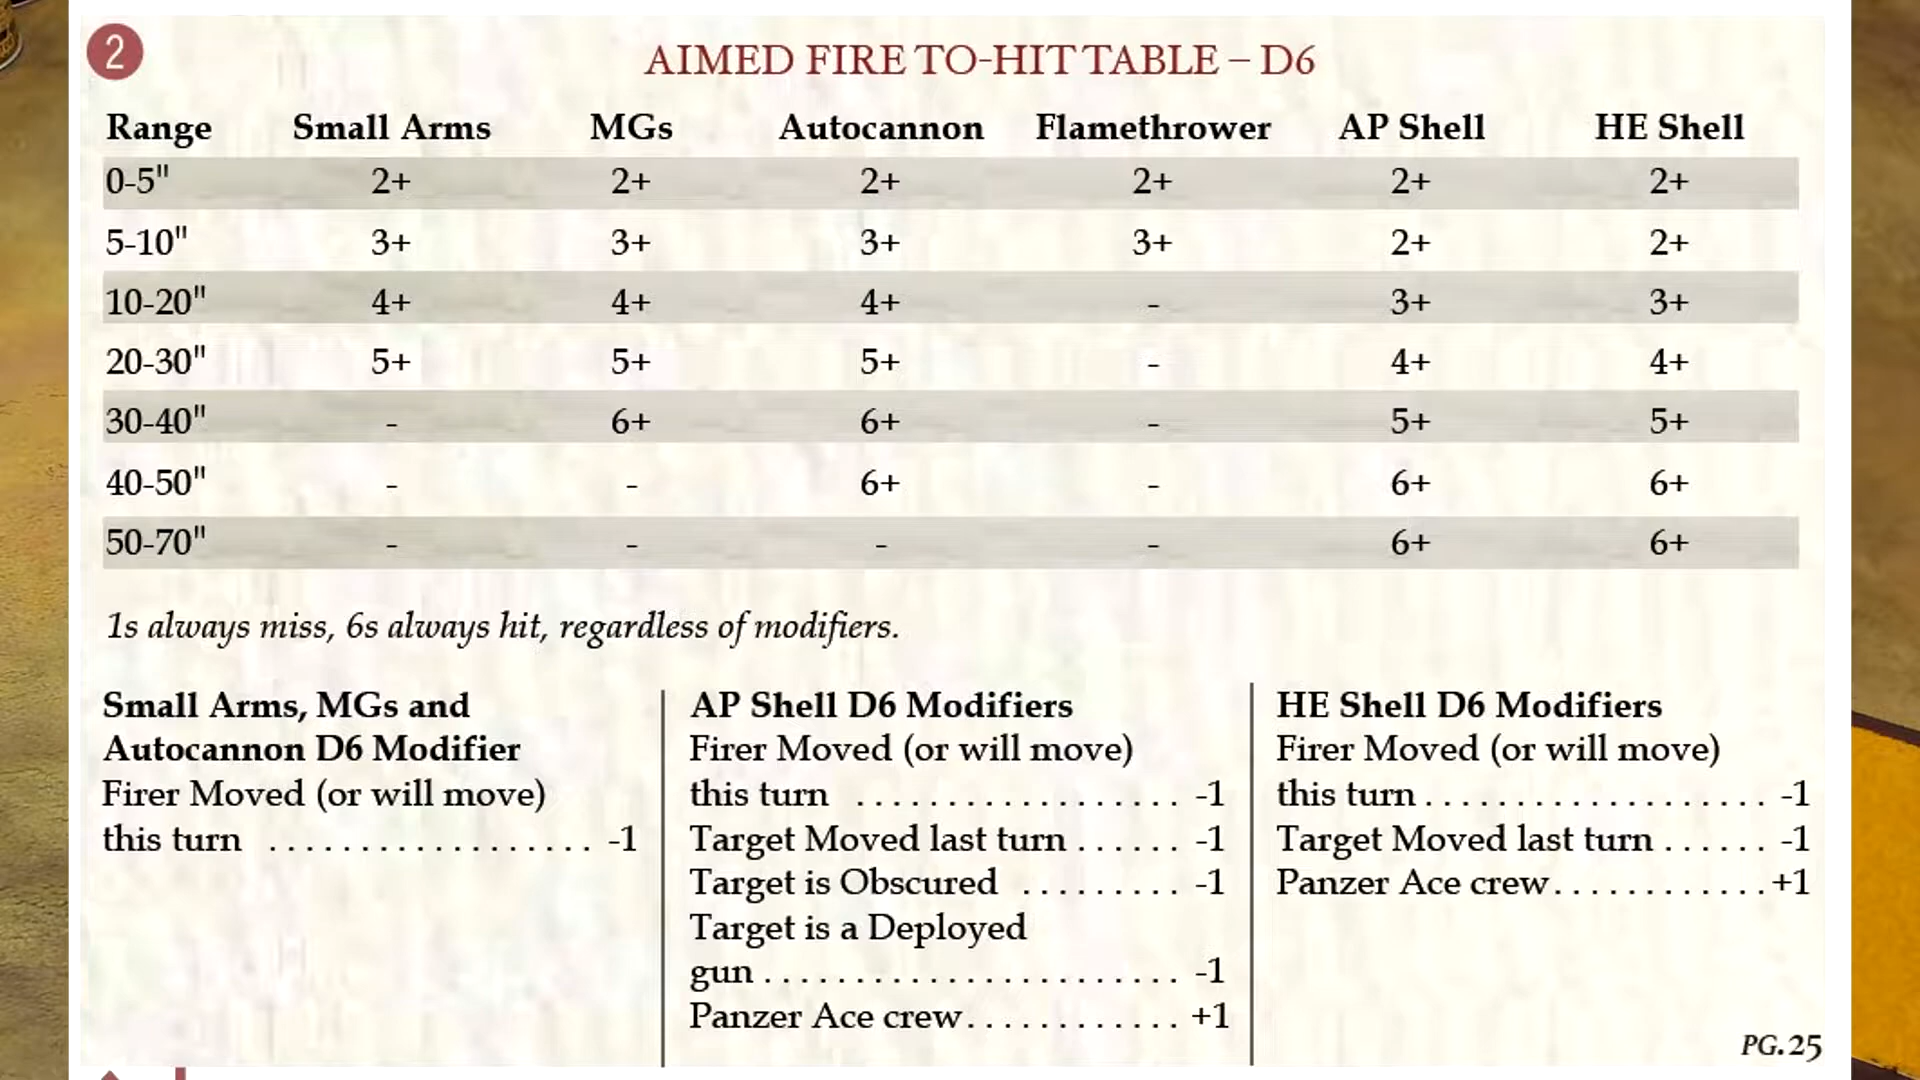 2
AIMED FIRE TO-HIT TABLE – D6
Range Small Arms MGs Autocannon Flamethrower AP Shell HE Shell
0-5" 2+ 2+ 2+ 2+ 2+ 2+
5-10" 3+ 3+ 3+ 3+ 2+ 2+
10-20" 4+ 4+ 4+ - 3+ 3+
20-30" 5+ 5+ 5+ - 4+ 4+
30-40" - 6+ 6+ - 5+ 5+
40-50" - - 6+ - 6+ 6+
50-70" - - - - 6+ 6+
1s always miss, 6s always hit, regardless of modifiers.
Small Arms, MGs and
Autocannon D6 Modifier
Firer Moved (or will move)
this turn .................. -1
AP Shell D6 Modifiers
Firer Moved (or will move)
this turn .................. -1
Target Moved last turn ...... -1
Target is Obscured ......... -1
Target is a Deployed
gun ....................... -1
Panzer Ace crew............ +1
HE Shell D6 Modifiers
Firer Moved (or will move)
this turn ................... -1
Target Moved last turn ...... -1
Panzer Ace crew............ +1
PG.25